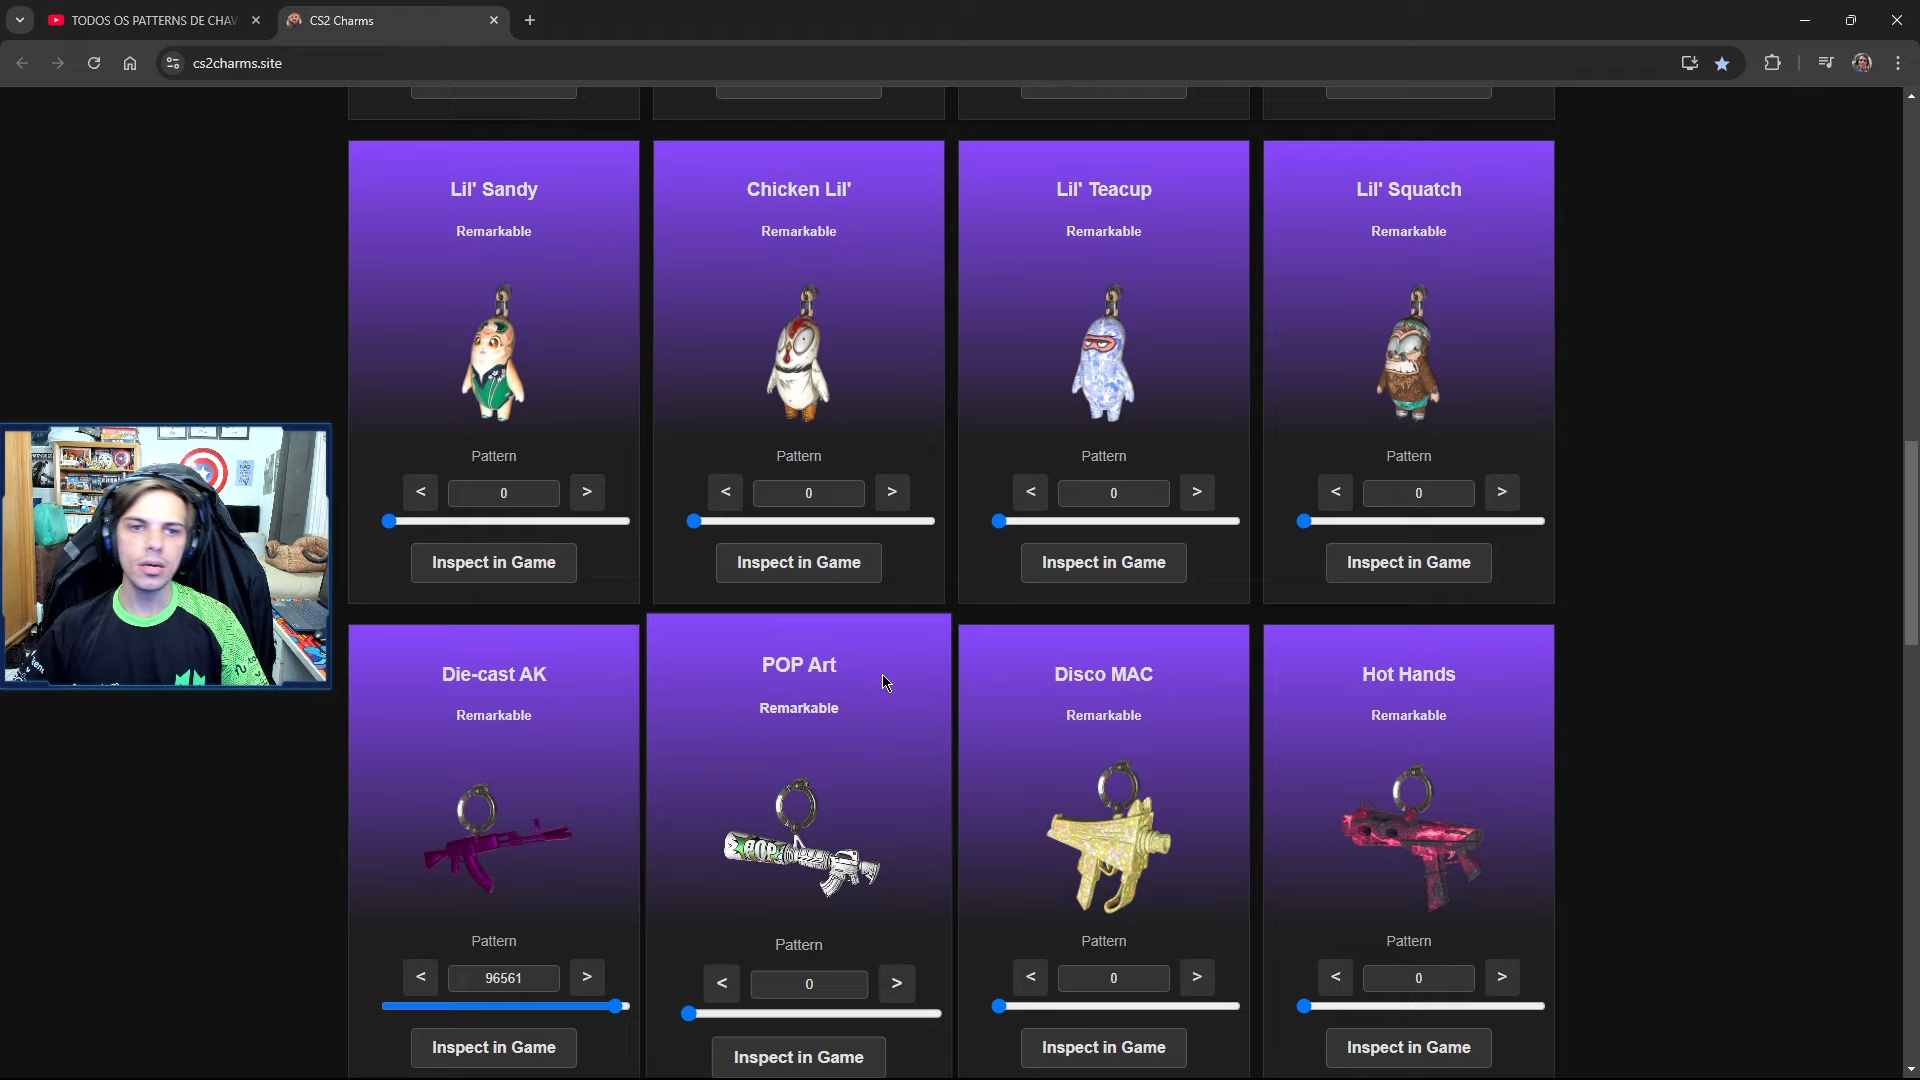 TODOS OS PATTERNS DE CHAV
CS2 Charms
cs2charms.site
Lil' Sandy
Remarkable
Pattern
< 0 >
Inspect in Game
Chicken Lil'
Remarkable
Pattern
< 0 >
Inspect in Game
Lil' Teacup
Remarkable
Pattern
< 0 >
Inspect in Game
Lil' Squatch
Remarkable
Pattern
< 0 >
Inspect in Game
Die-cast AK
Remarkable
Pattern
< 96561 >
Inspect in Game
POP Art
Remarkable
POP
Pattern
< 0 >
Inspect in Game
Disco MAC
Remarkable
Pattern
< 0 >
Inspect in Game
Hot Hands
Remarkable
Pattern
< 0 >
Inspect in Game